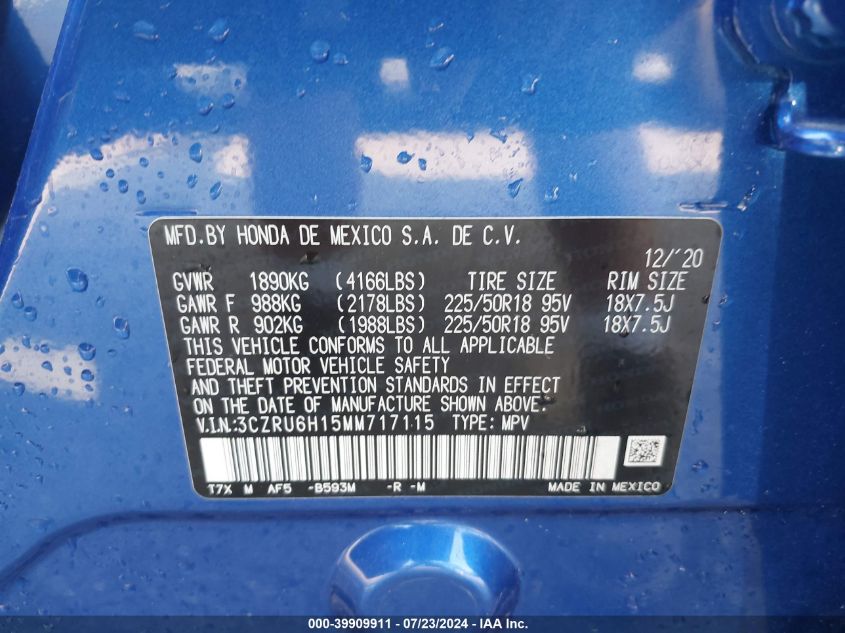 MFD.BY HONDA DE MEXICO S.A. DE C.V.
12/'20
GVWR 1890KG (4166LBS) TIRE SIZE RIM SIZE
GAWR F 988KG (2178LBS) 225/50R18 95V 18X7.5J
GAWR R 902KG (1988LBS) 225/50R18 95V 18X7.5J
THIS VEHICLE CONFORMS TO ALL APPLICABLE
FEDERAL MOTOR VEHICLE SAFETY
AND THEFT PREVENTION STANDARDS IN EFFECT
ON THE DATE OF MANUFACTURE SHOWN ABOVE.
V.I.N.:3CZRU6H15MM717115 TYPE: MPV
T7X M AF5 -B593M -R -M MADE IN MEXICO
000-39909911 - 07/23/2024 - IAA Inc.